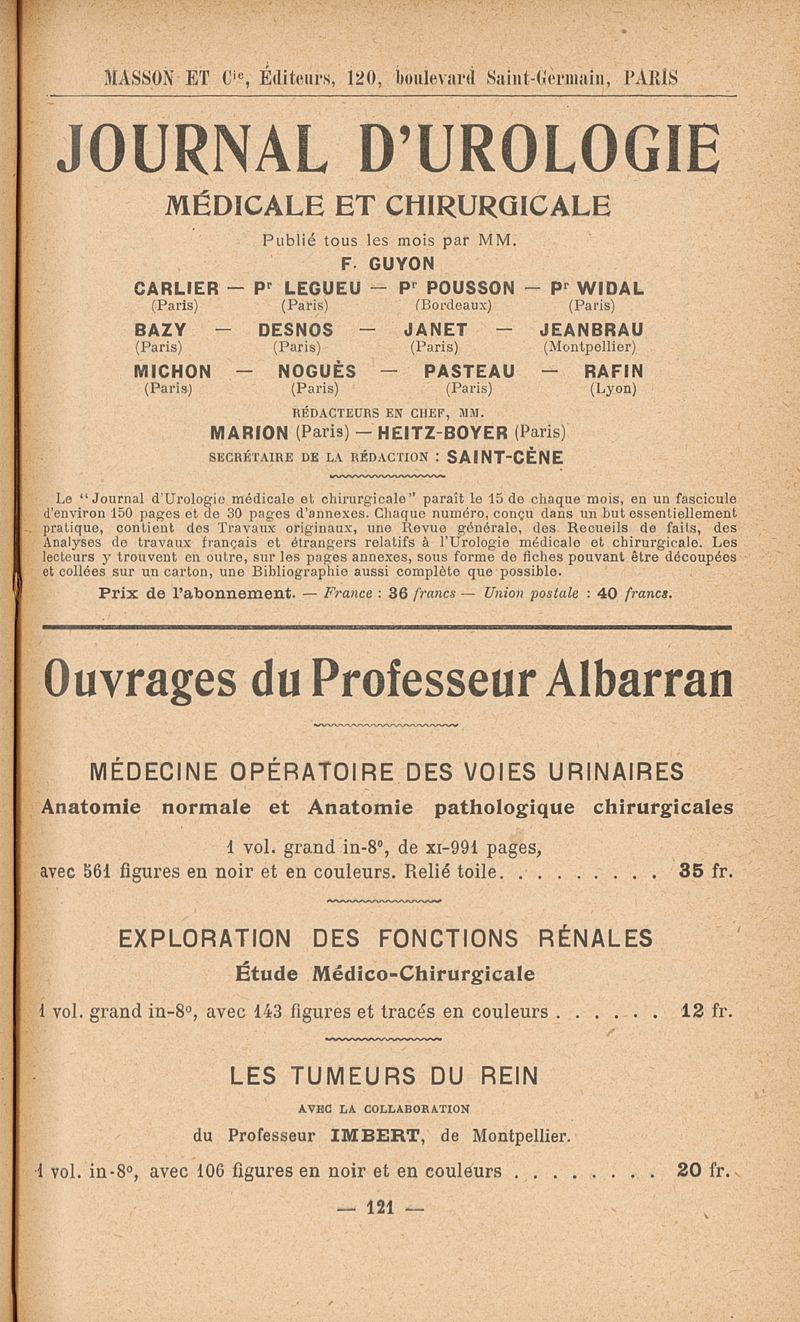 MASSON ET Cie, Éditeurs, 120, boulevard Saint-Germain, PARIS
JOURNAL D'UROLOGIE
MÉDICALE ET CHIRURGICALE
Publié tous les mois par MM.
F. GUYON
CARLIER — Pr LEGUEU — Pr POUSSON — Pr WIDAL
(Paris) (Paris) (Bordeaux) (Paris)
BAZY — DESNOS — JANET — JEANBRAU
(Paris) (Paris) (Paris) (Montpellier)
MICHON — NOGUÈS — PASTEAU — RAFIN
(Paris) (Paris) (Paris) (Lyon)
RÉDACTEURS EN CHEF, MM.
MARION (Paris) — HEITZ-BOYER (Paris)
SECRÉTAIRE DE LA RÉDACTION : SAINT-CÈNE
Le "Journal d'Urologie médicale et chirurgicale" paraît le 15 de chaque mois, en un fascicule
d'environ 150 pages et de 30 pages d'annexes. Chaque numéro, conçu dans un but essentiellement
pratique, contient des Travaux originaux, une Revue générale, des Recueils de faits, des
Analyses de travaux français et étrangers relatifs à l'Urologie médicale et chirurgicale. Les
lecteurs y trouvent en outre, sur les pages annexes, sous forme de fiches pouvant être découpées
et collées sur un carton, une Bibliographie aussi complète que possible.
Prix de l'abonnement. — France : 36 francs — Union postale : 40 francs.
Ouvrages du Professeur Albarran
MÉDECINE OPÉRATOIRE DES VOIES URINAIRES
Anatomie normale et Anatomie pathologique chirurgicales
1 vol. grand in-8º, de XI-991 pages,
avec 561 figures en noir et en couleurs. Relié toile. . . . . . . . . . 35 fr.
EXPLORATION DES FONCTIONS RÉNALES
Étude Médico-Chirurgicale
1 vol. grand in-8º, avec 143 figures et tracés en couleurs . . . . . . 12 fr.
LES TUMEURS DU REIN
AVEC LA COLLABORATION
du Professeur IMBERT, de Montpellier.
1 vol. in-8º, avec 106 figures en noir et en couleurs . . . . . . . . 20 fr.
— 121 —